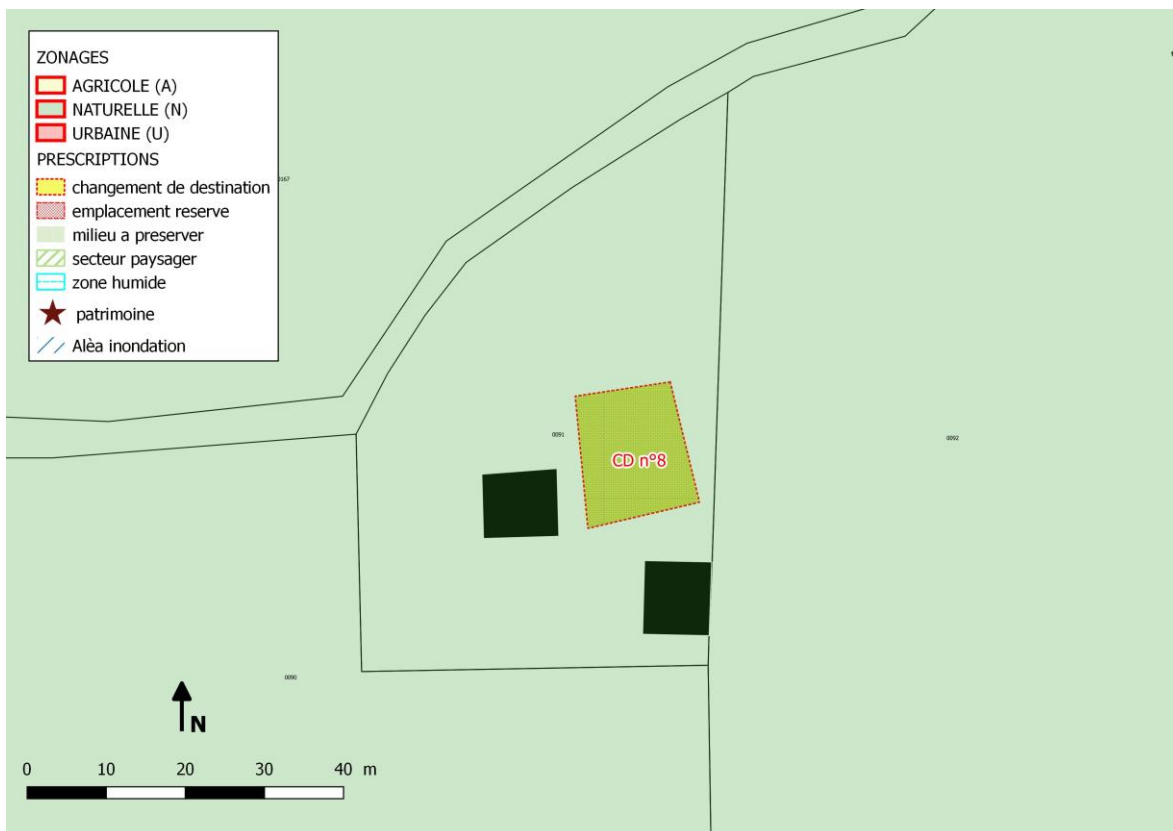 ZONAGES
AGRICOLE (A)
NATURELLE (N)
URBAINE (U)
PRESCRIPTIONS
changement de destination
emplacement reserve
milieu a preserver
secteur paysager
zone humide
patrimoine
Alèa inondation
0167
0091
0092
CD n°8
0090
N
0 10 20 30 40 m